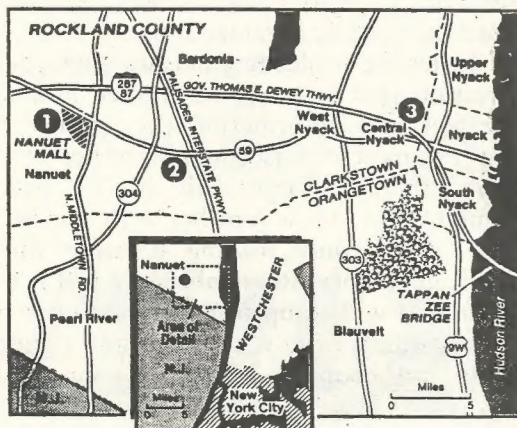 ROCKLAND COUNTY
Bardonia
Upper
Nyack
287
87
GOV. THOMAS E. DEWEY THWY.
PALISADES INTERSTATE PKWY.
1
NANUET
MALL
Nanuet
2
59
West
Nyack
3
Central
Nyack
Nyack
N. MIDDLETOWN RD.
304
CLARKSTOWN
ORANGETOWN
South
Nyack
303
Pearl River
Blauvelt
TAPPAN
ZEE
BRIDGE
9W
Hudson River
N.J.
Miles
0 5
Nanuet
Area of
Detail
WESTCHESTER
N.J.
Miles
0 5
New
York City
Miles
0 5